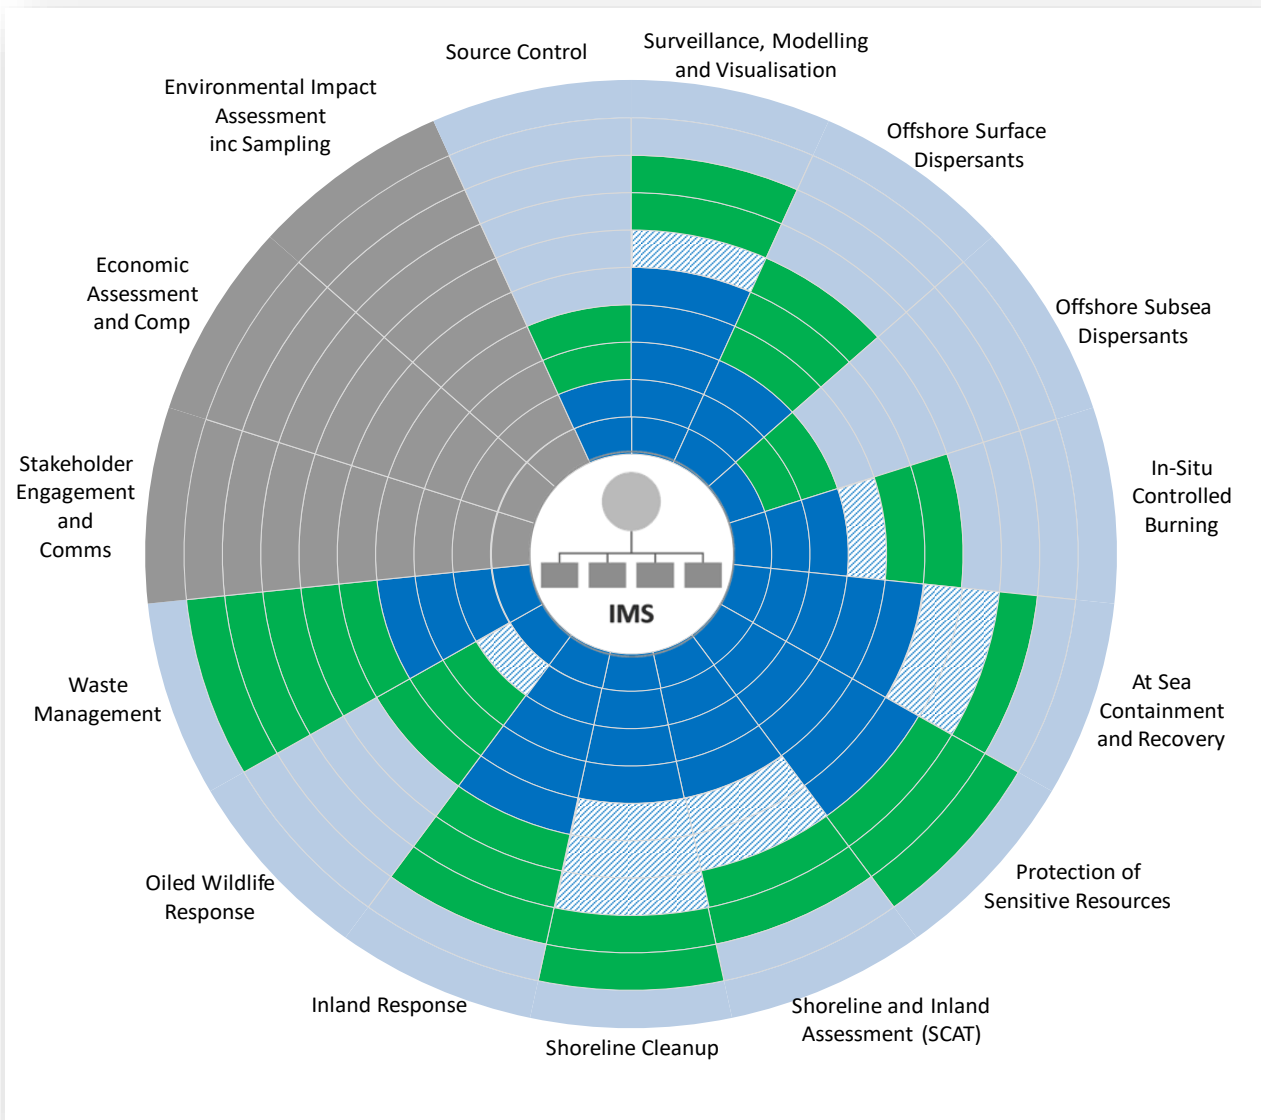 Source Control
Surveillance, Modelling
and Visualisation
Offshore Surface
Dispersants
Offshore Subsea
Dispersants
In-Situ
Controlled
Burning
At Sea
Containment
and Recovery
Protection of
Sensitive Resources
Shoreline and Inland
Assessment (SCAT)
Shoreline Cleanup
Inland Response
Oiled Wildlife
Response
Waste
Management
Stakeholder
Engagement
and
Comms
Economic
Assessment
and Comp
Environmental Impact
Assessment
inc Sampling
IMS